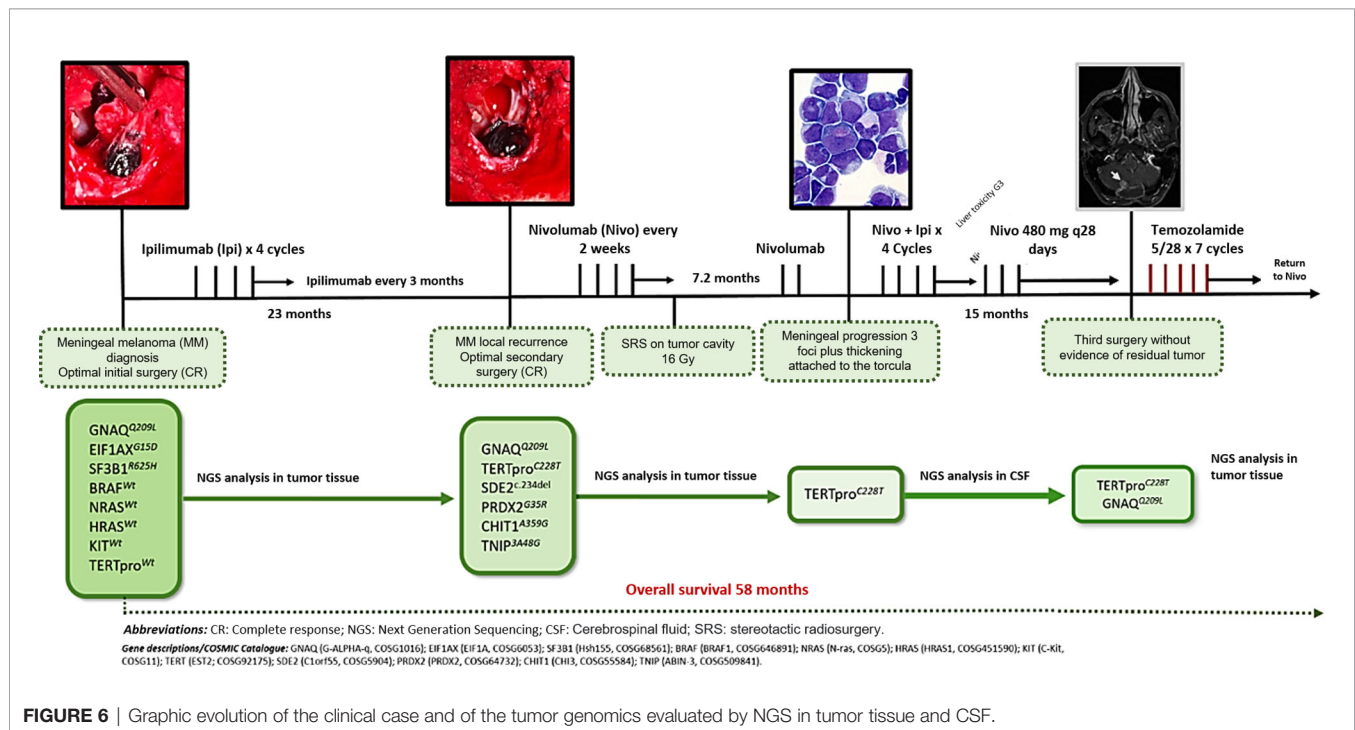 Liver toxicity G3
Ipilimumab (Ipi) x 4 cycles
Ipilimumab every 3 months
23 months
Nivolumab (Nivo) every
2 weeks
7.2 months
Nivolumab
Nivo + Ipi x
4 Cycles
Nivo 480 mg q28
days
15 months
Temozolamide
5/28 x 7 cycles
Return
to Nivo
Meningeal melanoma (MM)
diagnosis
Optimal initial surgery (CR)
MM local recurrence
Optimal secondary
surgery (CR)
SRS on tumor cavity
16 Gy
Meningeal progression 3
foci plus thickening
attached to the torcula
Third surgery without
evidence of residual tumor
GNAQQ209L
EIF1AXG15D
SF3B1R625H
BRAFWt
NRASWt
HRASWt
KITWt
TERTproWt
NGS analysis in tumor tissue
GNAQQ209L
TERTproC228T
SDE2c.234del
PRDX2G35R
CHIT1A359G
TNIP3A48G
NGS analysis in tumor tissue
TERTproC228T
NGS analysis in CSF
TERTproC228T
GNAQQ209L
NGS analysis in
tumor tissue
Overall survival 58 months
Abbreviations: CR: Complete response; NGS: Next Generation Sequencing; CSF: Cerebrospinal fluid; SRS: stereotactic radiosurgery.
Gene descriptions/COSMIC Catalogue: GNAQ (G-ALPHA-q, COSG1016); EIF1AX (EIF1A, COSG6053); SF3B1 (Hsh155, COSG68561); BRAF (BRAF1, COSG646891); NRAS (N-ras, COSG5); HRAS (HRAS1, COSG451590); KIT (C-Kit,
COSG11); TERT (EST2; COSG92175); SDE2 (C1orf55, COSG5904); PRDX2 (PRDX2, COSG64732); CHIT1 (CHI3, COSG55584); TNIP (ABIN-3, COSG509841).
FIGURE 6 | Graphic evolution of the clinical case and of the tumor genomics evaluated by NGS in tumor tissue and CSF.